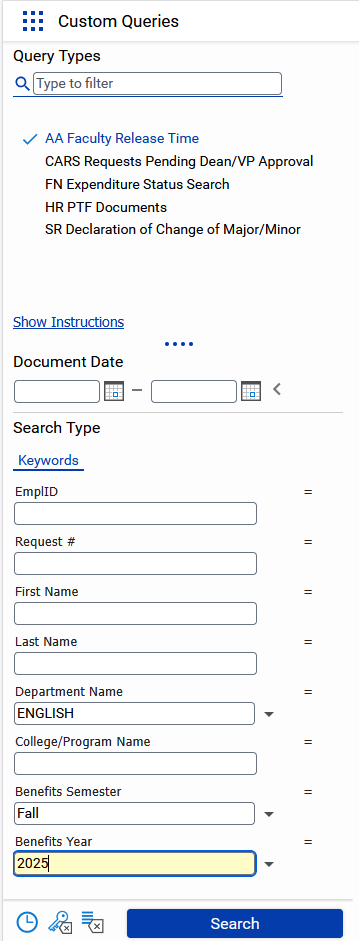 Custom Queries
Query Types
Type to filter
AA Faculty Release Time
CARS Requests Pending Dean/VP Approval
FN Expenditure Status Search
HR PTF Documents
SR Declaration of Change of Major/Minor
Show Instructions
Document Date
–
Search Type
Keywords
EmplID =
Request # =
First Name =
Last Name =
Department Name =
ENGLISH
College/Program Name =
Benefits Semester =
Fall
Benefits Year =
2025
Search